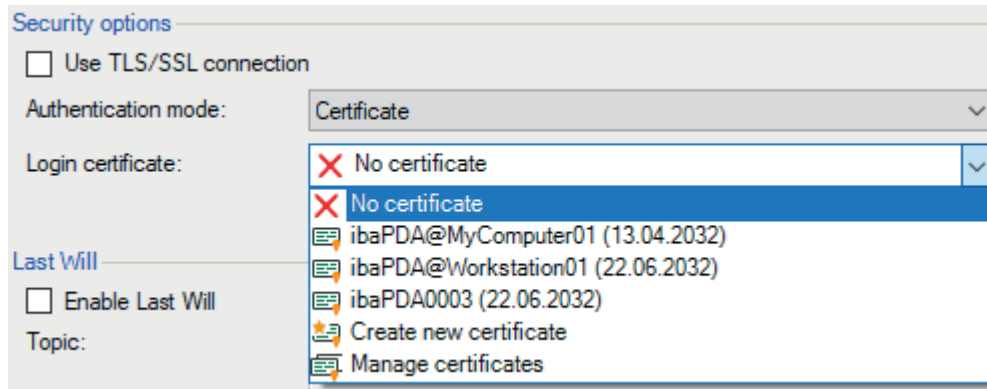 Security options
Use TLS/SSL connection
Authentication mode: Certificate
Login certificate: No certificate
No certificate
ibaPDA@MyComputer01 (13.04.2032)
ibaPDA@Workstation01 (22.06.2032)
Last Will
ibaPDA0003 (22.06.2032)
Enable Last Will
Create new certificate
Topic:
Manage certificates